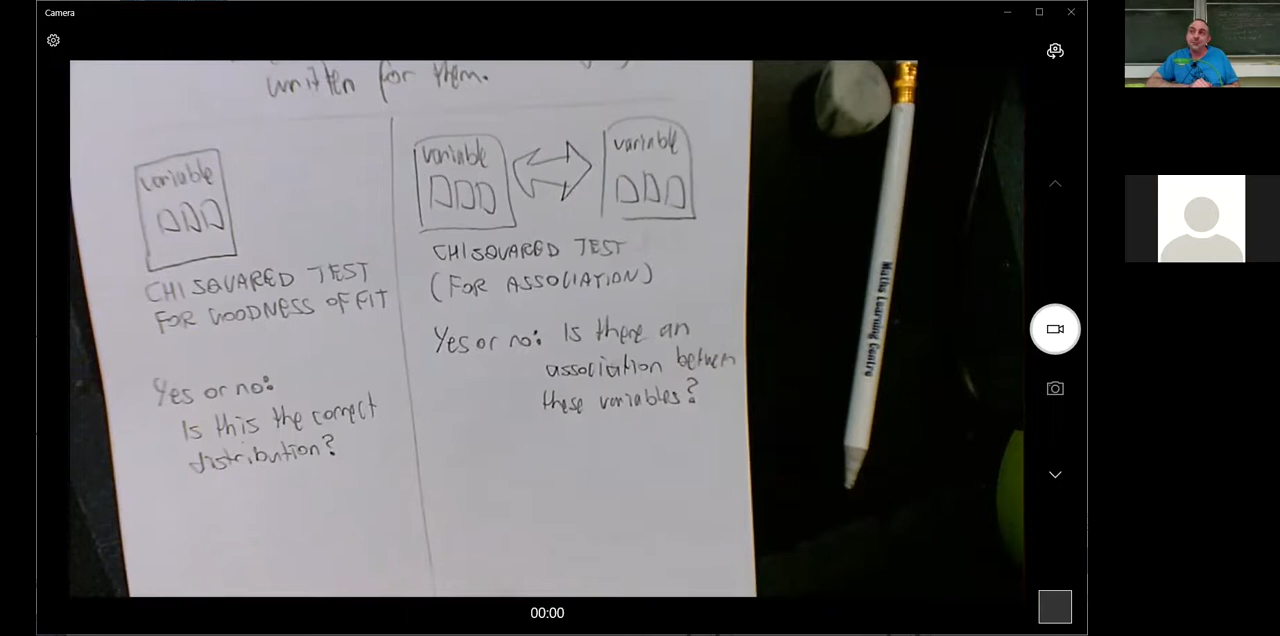 Camera
written for them.
variable
CHI SQUARED TEST
FOR GOODNESS OF FIT
Yes or no:
Is this the correct
distribution?
variable
variable
CHI SQUARED TEST
(FOR ASSOCIATION)
Yes or no: Is there an
association between
these variables?
Maths Learning Centre
00:00